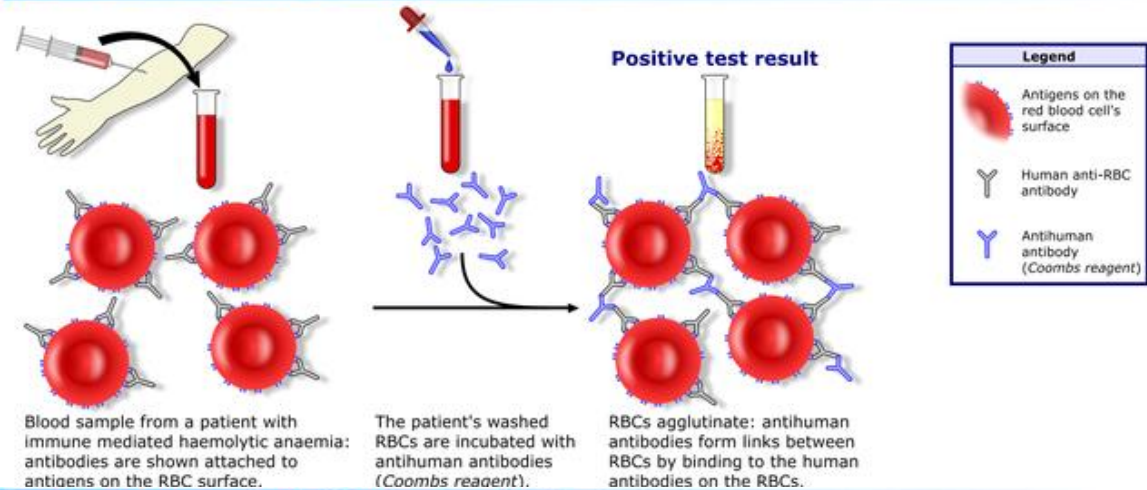 Positive test result
Legend
Antigens on the
red blood cell's
surface
Human anti-RBC
antibody
Antihuman
antibody
(Coombs reagent)
Blood sample from a patient with
immune mediated haemolytic anaemia:
antibodies are shown attached to
antigens on the RBC surface.
The patient's washed
RBCs are incubated with
antihuman antibodies
(Coombs reagent).
RBCs agglutinate: antihuman
antibodies form links between
RBCs by binding to the human
antibodies on the RBCs.